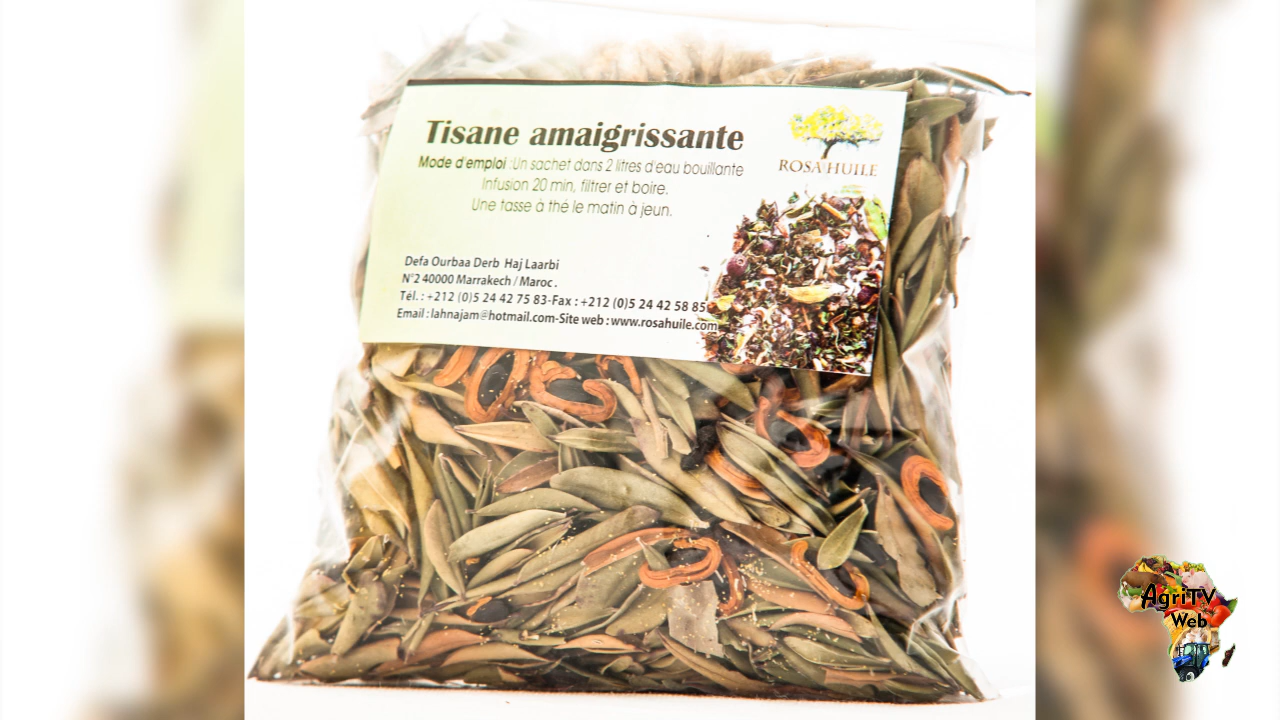 Tisane amaigrissante
Mode d'emploi :Un sachet dans 2 litres d'eau bouillante
Infusion 20 min, filtrer et boire.
Une tasse à thé le matin à jeun.
ROSA HUILE
Defa Ourbaa Derb Haj Laarbi
N°2 40000 Marrakech / Maroc .
Tél. : +212 (0)5 24 42 75 83-Fax : +212 (0)5 24 42 58 85
Email : lahnajam@hotmail.com-Site web : www.rosahuile.com
AgriTV
Web